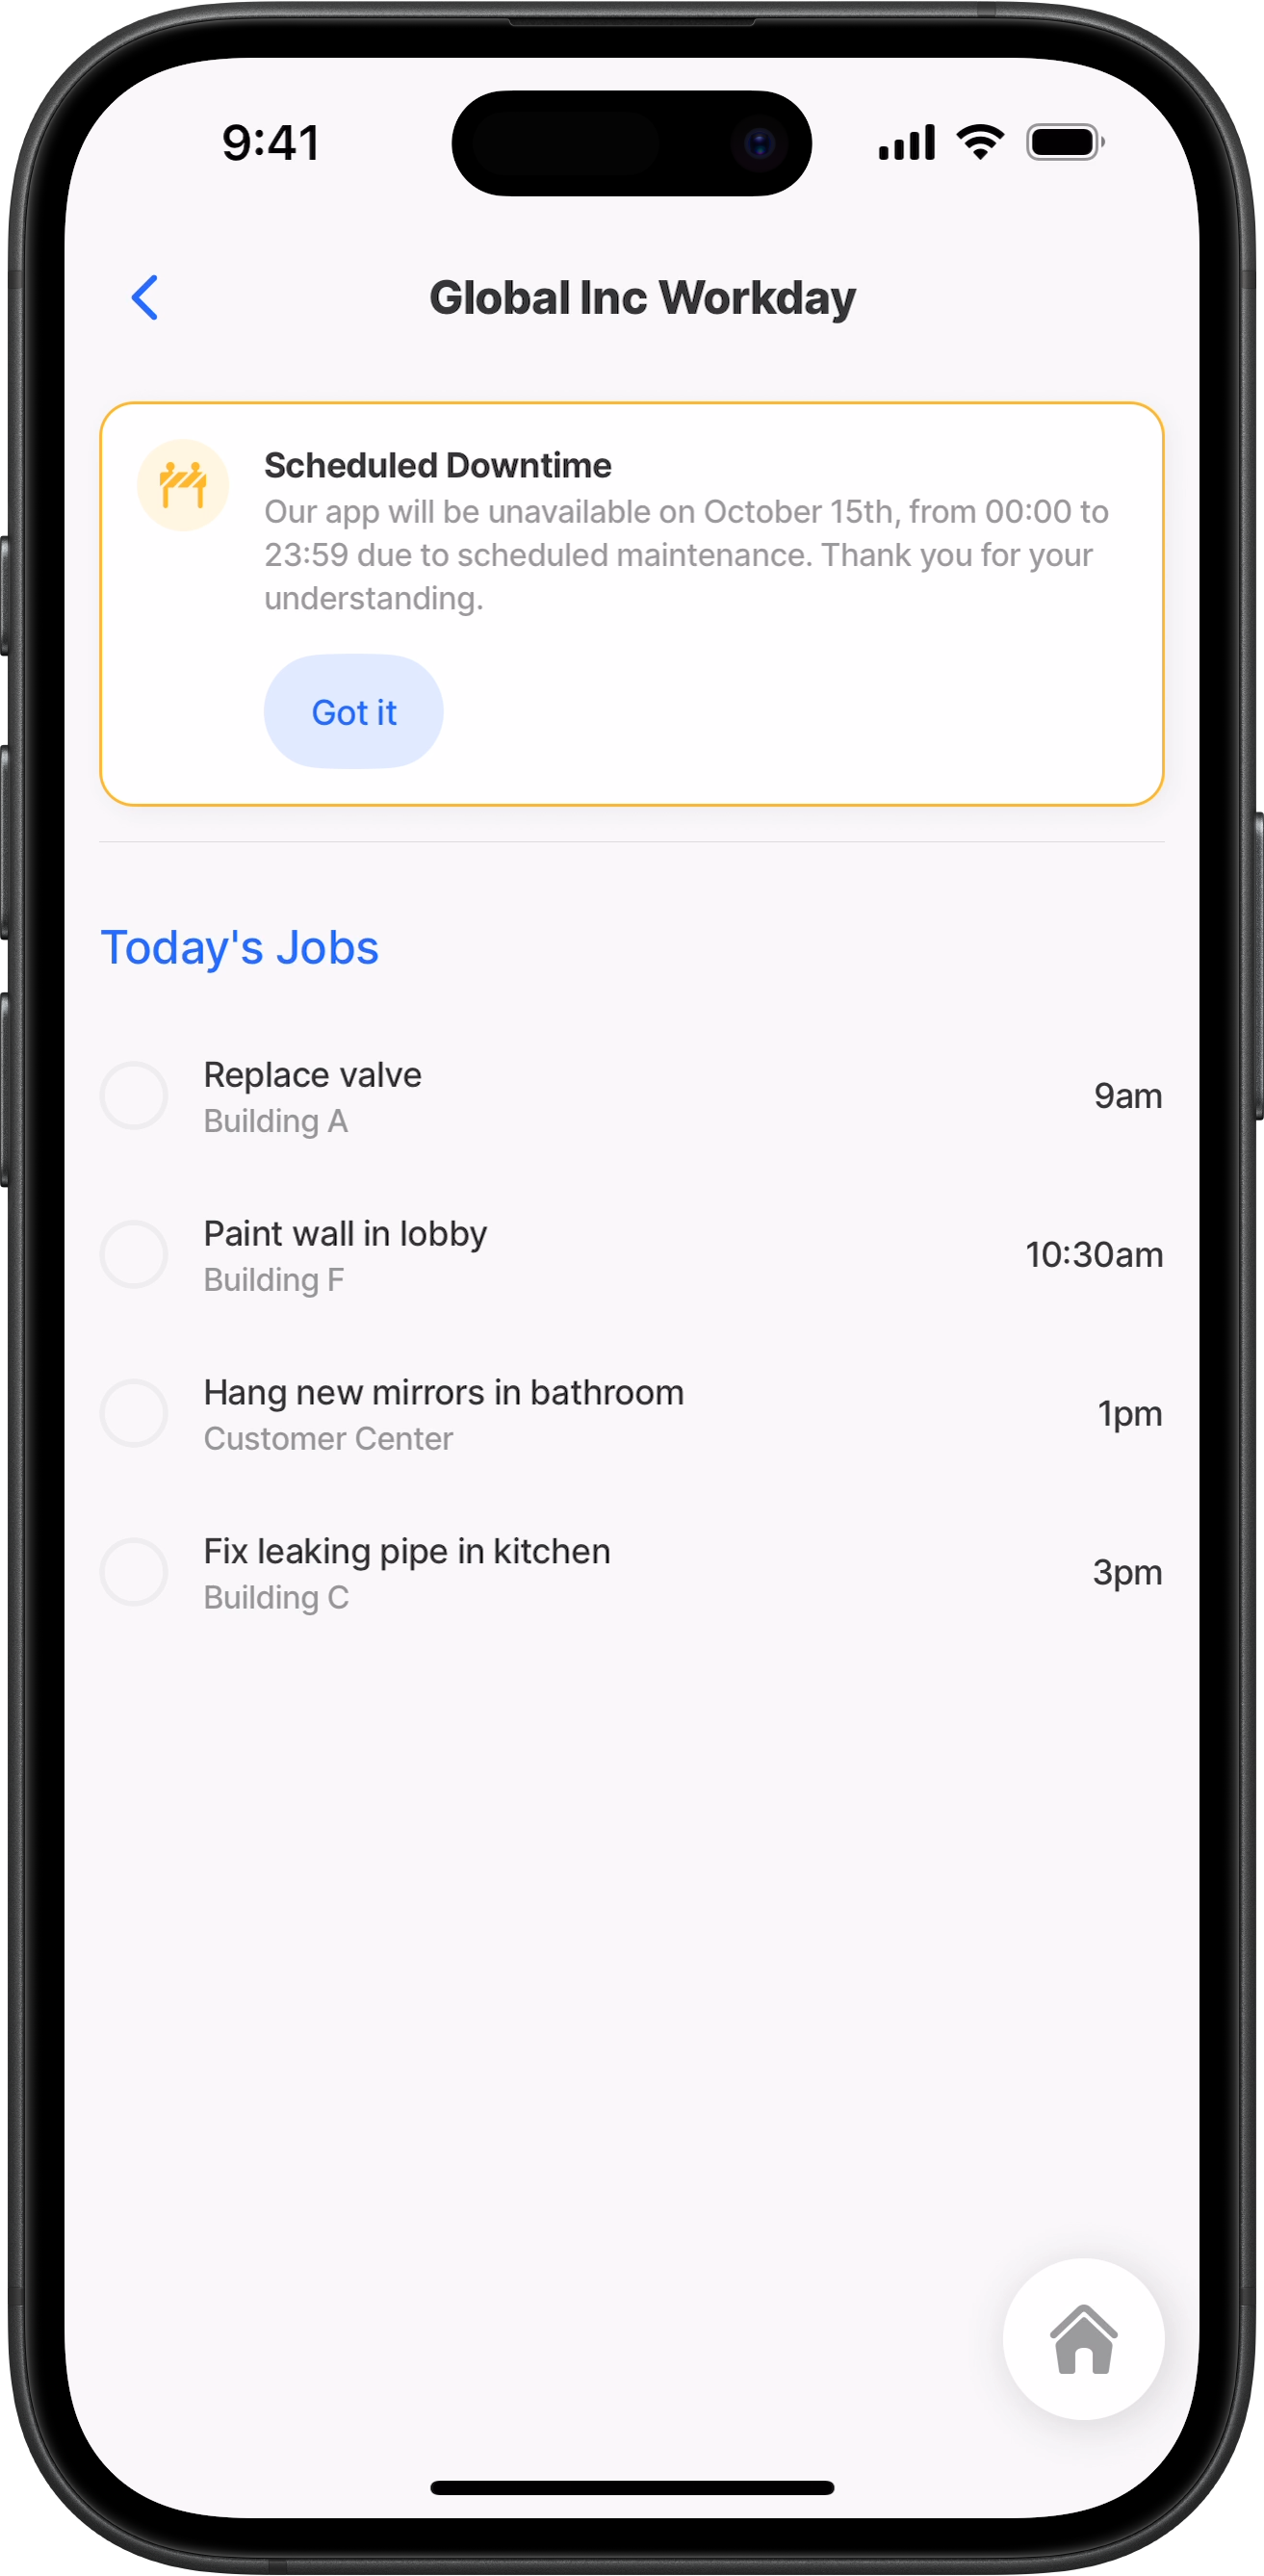 9:41
Global Inc Workday
Scheduled Downtime
Our app will be unavailable on October 15th, from 00:00 to
23:59 due to scheduled maintenance. Thank you for your
understanding.
Got it
Today's Jobs
Replace valve
Building A
9am
Paint wall in lobby
Building F
10:30am
Hang new mirrors in bathroom
Customer Center
1pm
Fix leaking pipe in kitchen
Building C
3pm